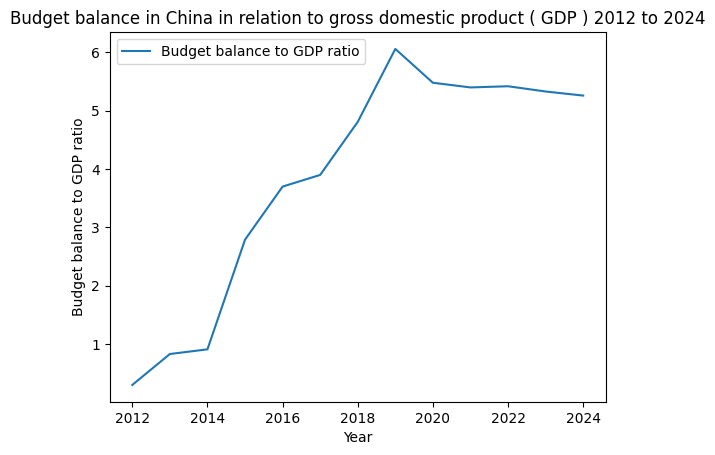 Budget balance in China in relation to gross domestic product ( GDP ) 2012 to 2024
Budget balance to GDP ratio
6
5
4
3
2
1
Budget balance to GDP ratio
2012 2014 2016 2018 2020 2022 2024
Year